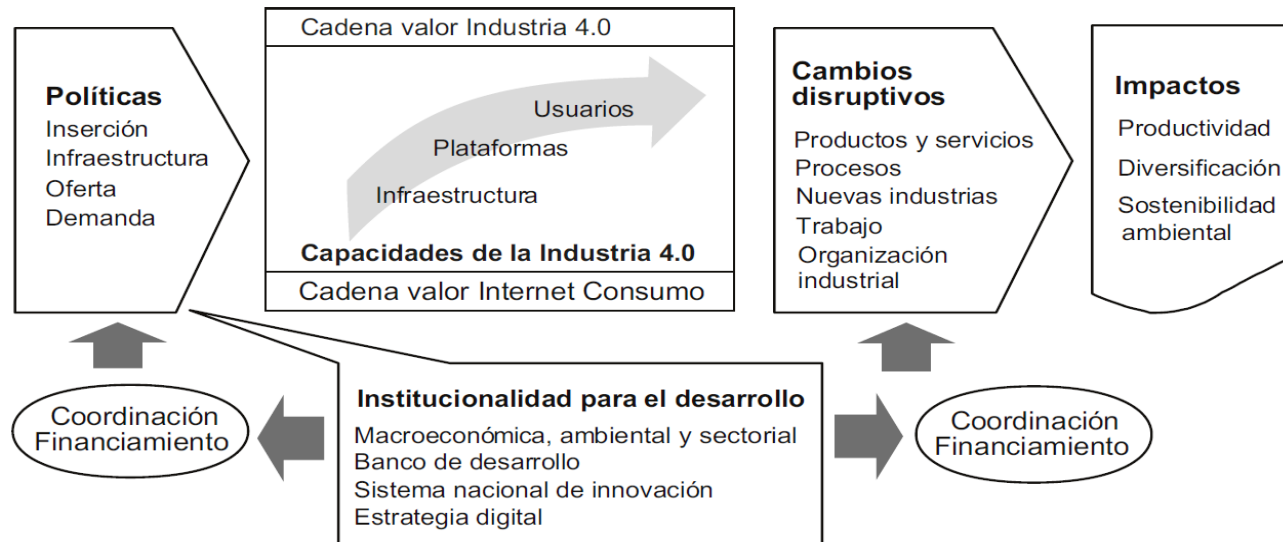 Políticas
Inserción
Infraestructura
Oferta
Demanda
Cadena valor Industria 4.0
Usuarios
Plataformas
Infraestructura
Capacidades de la Industria 4.0
Cadena valor Internet Consumo
Cambios
disruptivos
Productos y servicios
Procesos
Nuevas industrias
Trabajo
Organización
industrial
Impactos
Productividad
Diversificación
Sostenibilidad
ambiental
Coordinación
Financiamiento
Institucionalidad para el desarrollo
Macroeconómica, ambiental y sectorial
Banco de desarrollo
Sistema nacional de innovación
Estrategia digital
Coordinación
Financiamiento